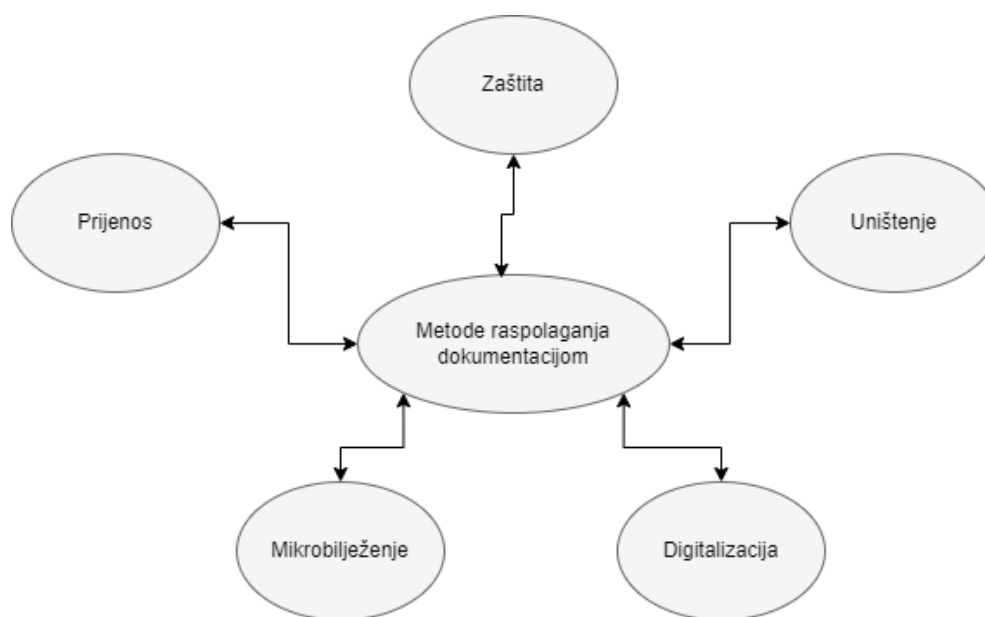 Zaštita
Prijenos
Uništenje
Metode raspolaganja
dokumentacijom
Mikrobilježenje
Digitalizacija